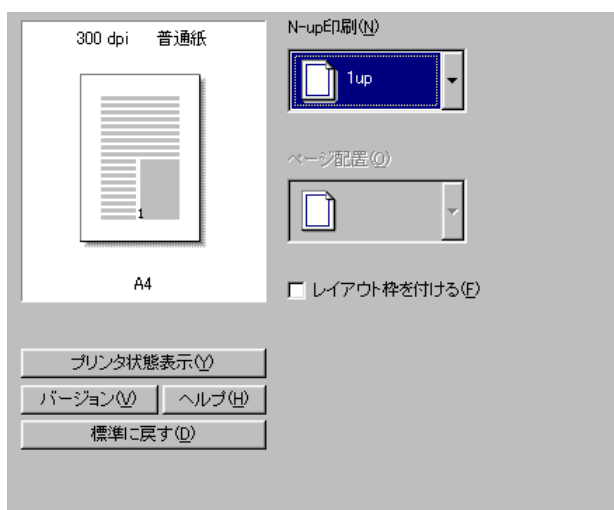 300 dpi 普通紙
1
A4
プリンタ状態表示(Y)
バージョン(V) ヘルプ(H)
標準に戻す(D)
N-up印刷(N)
1up
ページ配置(O)
レイアウト枠を付ける(F)